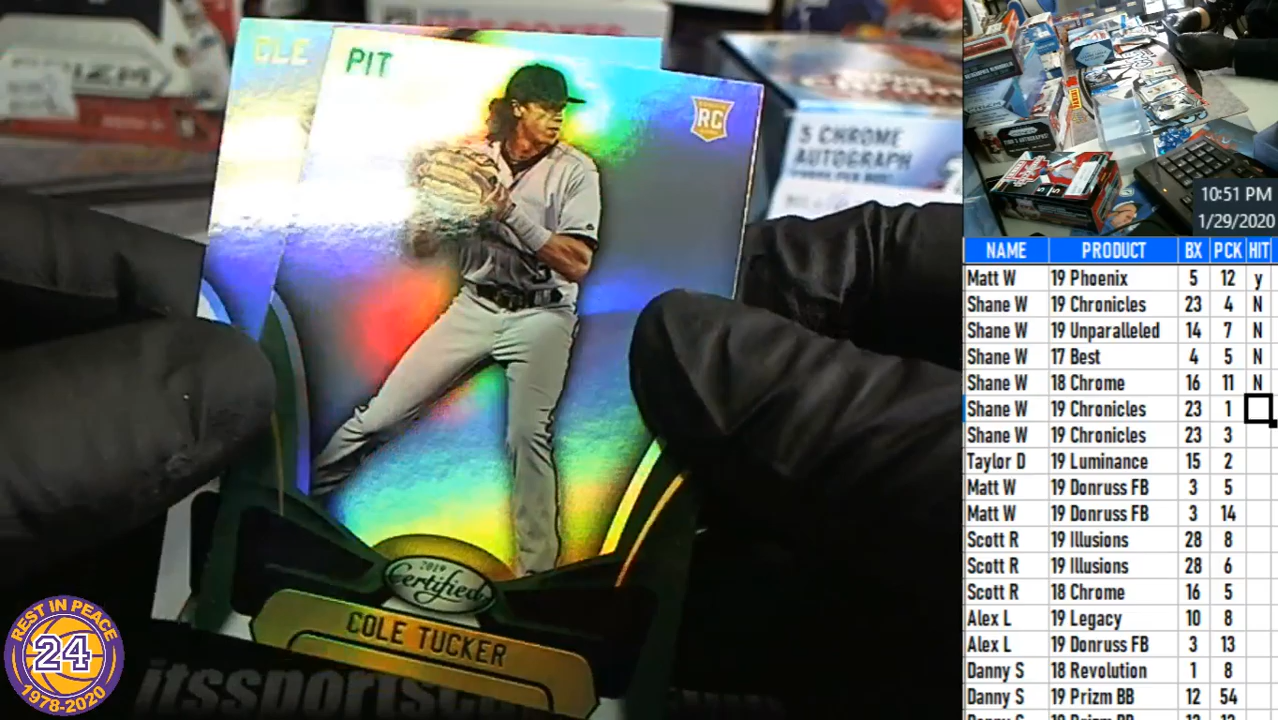 CLE
PIT
RC
PRIZM
5 CHROME
AUTOGRAPH
2019
Certified
COLE TUCKER
REST IN PEACE
24
1978-2020
10:51 PM
1/29/2020
NAME PRODUCT BX PCK HIT
Matt W 19 Phoenix 5 12 y
Shane W 19 Chronicles 23 4 N
Shane W 19 Unparalleled 14 7 N
Shane W 17 Best 4 5 N
Shane W 18 Chrome 16 11 N
Shane W 19 Chronicles 23 1
Shane W 19 Chronicles 23 3
Taylor D 19 Luminance 15 2
Matt W 19 Donruss FB 3 5
Matt W 19 Donruss FB 3 14
Scott R 19 Illusions 28 8
Scott R 19 Illusions 28 6
Scott R 18 Chrome 16 5
Alex L 19 Legacy 10 8
Alex L 19 Donruss FB 3 13
Danny S 18 Revolution 1 8
Danny S 19 Prizm BB 12 54